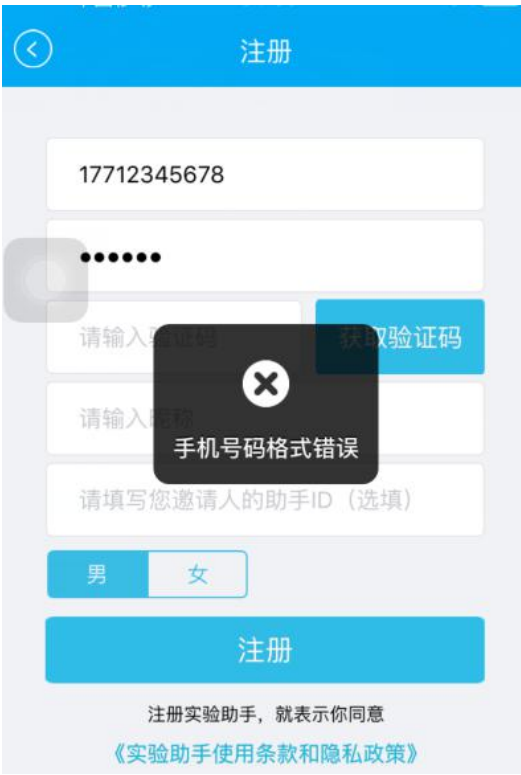 注册
17712345678
••••••
请输入验证码
获取验证码
手机号码格式错误
请输入昵称
请填写您邀请人的助手ID（选填）
男
女
注册
注册实验助手，就表示你同意
《实验助手使用条款和隐私政策》